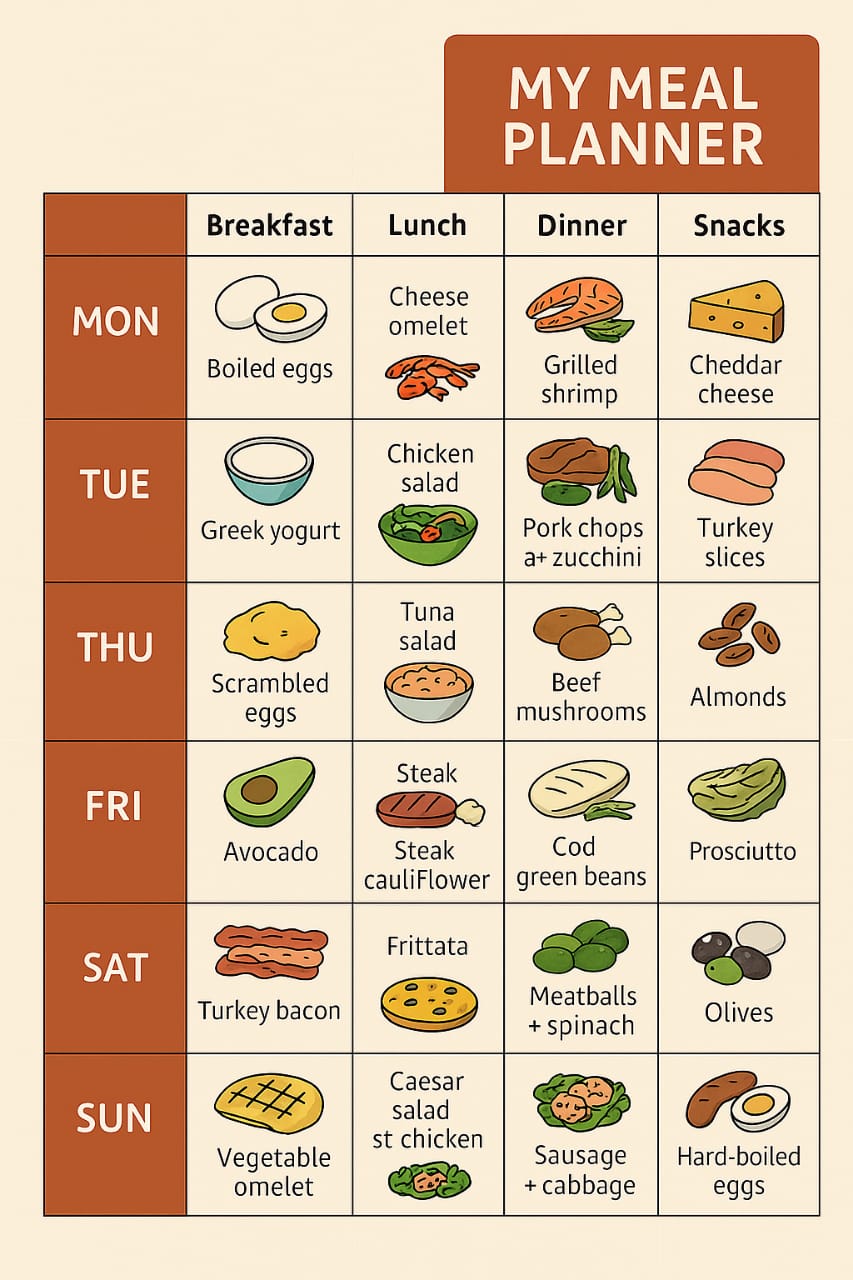 MY MEAL
PLANNER
Breakfast
Lunch
Dinner
Snacks
MON
Boiled eggs
Cheese
omelet
Grilled
shrimp
Cheddar
cheese
TUE
Greek yogurt
Chicken
salad
Pork chops
a+ zucchini
Turkey
slices
THU
Scrambled
eggs
Tuna
salad
Beef
mushrooms
Almonds
FRI
Avocado
Steak
Steak
cauliFlower
Cod
green beans
Prosciutto
SAT
Turkey bacon
Frittata
Meatballs
+ spinach
Olives
SUN
Vegetable
omelet
Caesar
salad
st chicken
Sausage
+ cabbage
Hard-boiled
eggs